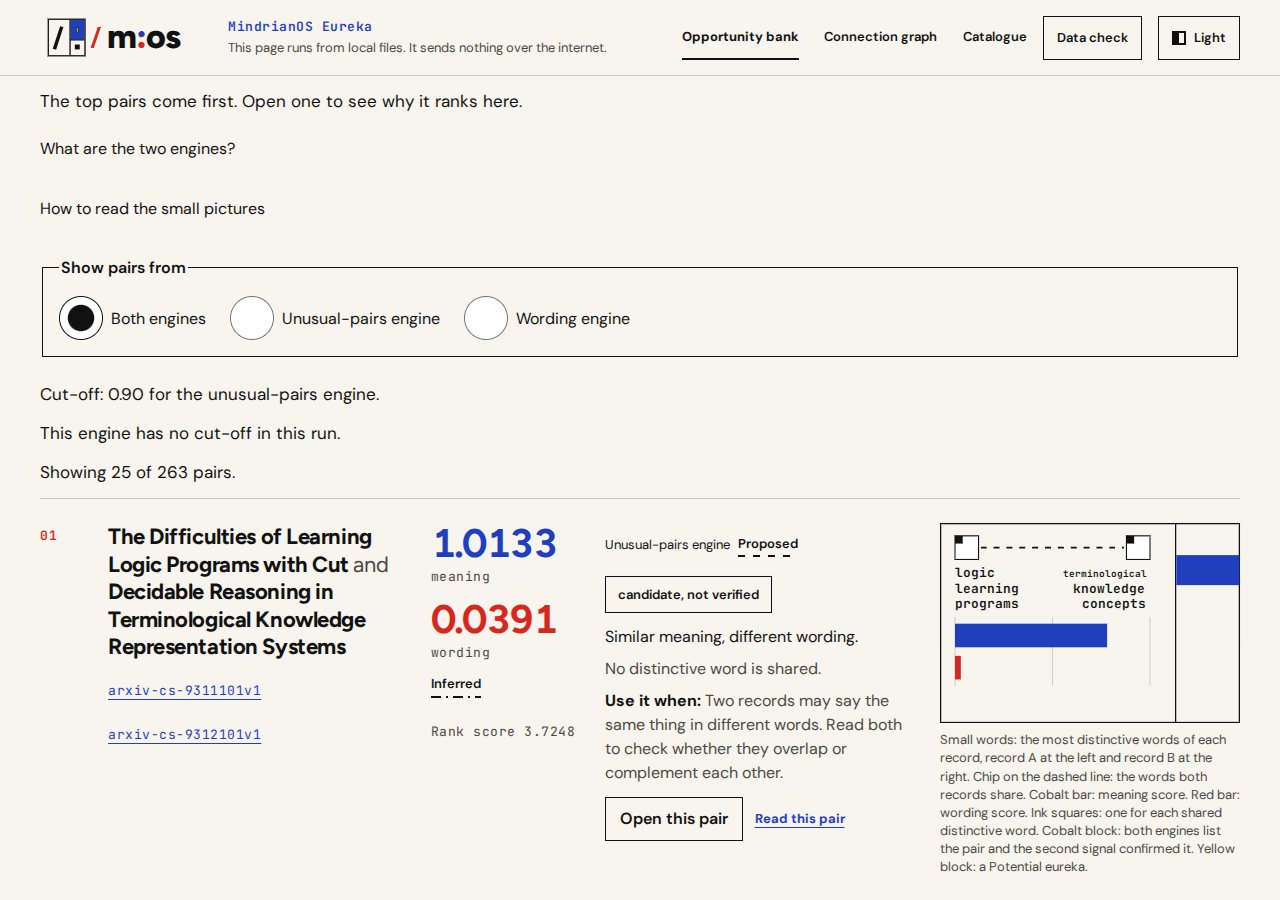 / m:os
MindrianOS Eureka
This page runs from local files. It sends nothing over the internet.
Opportunity bank
Connection graph
Catalogue
Data check
Light
The top pairs come first. Open one to see why it ranks here.
What are the two engines?
How to read the small pictures
Show pairs from
Both engines
Unusual-pairs engine
Wording engine
Cut-off: 0.90 for the unusual-pairs engine.
This engine has no cut-off in this run.
Showing 25 of 263 pairs.
01
The Difficulties of Learning
Logic Programs with Cut and
Decidable Reasoning in
Terminological Knowledge
Representation Systems
arxiv-cs-9311101v1
arxiv-cs-9312101v1
1.0133
meaning
0.0391
wording
Inferred
Rank score 3.7248
Unusual-pairs engine Proposed
candidate, not verified
Similar meaning, different wording.
No distinctive word is shared.
Use it when: Two records may say the
same thing in different words. Read both
to check whether they overlap or
complement each other.
Open this pair
Read this pair
logic
learning
programs
terminological
knowledge
concepts
Small words: the most distinctive words of each
record, record A at the left and record B at the
right. Chip on the dashed line: the words both
records share. Cobalt bar: meaning score. Red bar:
wording score. Ink squares: one for each shared
distinctive word. Cobalt block: both engines list
the pair and the second signal confirmed it. Yellow
block: a Potential eureka.